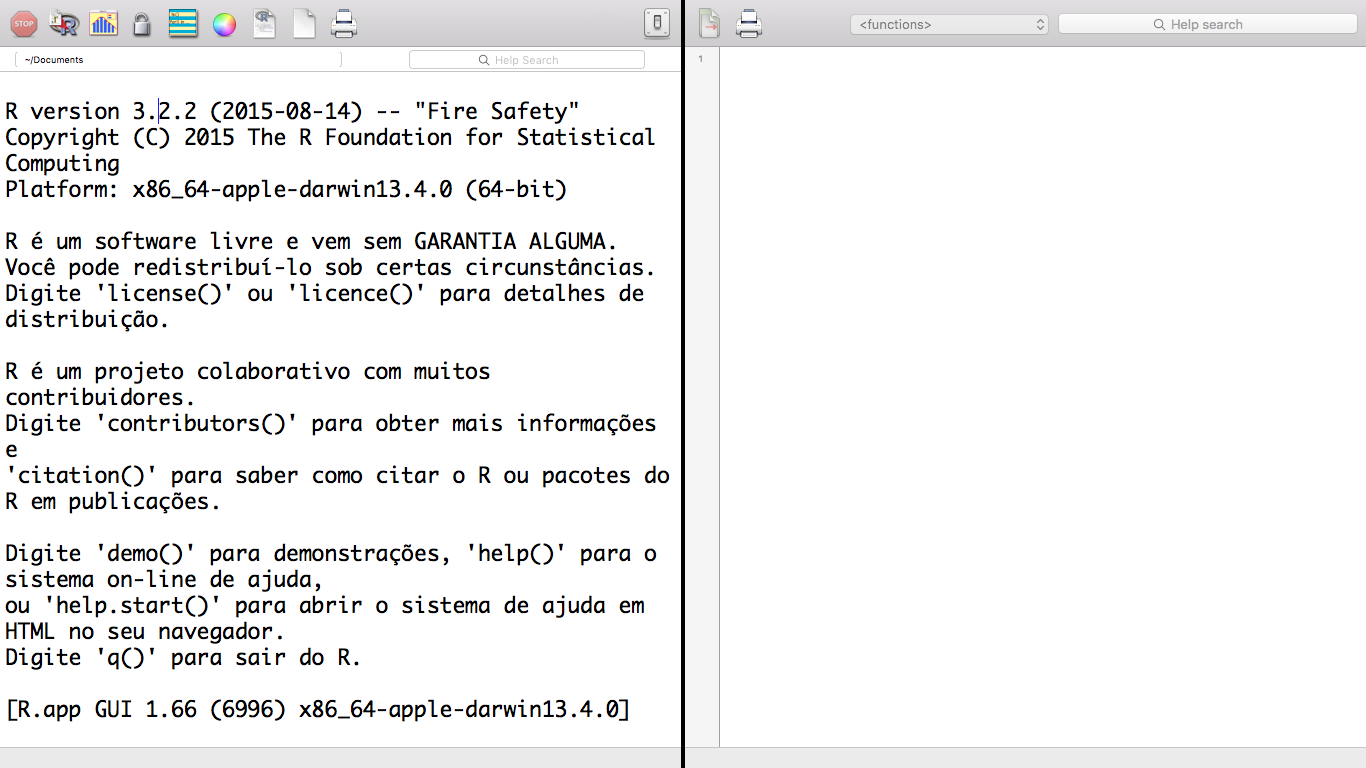 STOP
R
~/Documents
Help Search
<functions>
Help search
1
R version 3.2.2 (2015-08-14) -- "Fire Safety"
Copyright (C) 2015 The R Foundation for Statistical
Computing
Platform: x86_64-apple-darwin13.4.0 (64-bit)
R é um software livre e vem sem GARANTIA ALGUMA.
Você pode redistribuí-lo sob certas circunstâncias.
Digite 'license()' ou 'licence()' para detalhes de
distribuição.
R é um projeto colaborativo com muitos
contribuidores.
Digite 'contributors()' para obter mais informações
e
'citation()' para saber como citar o R ou pacotes do
R em publicações.
Digite 'demo()' para demonstrações, 'help()' para o
sistema on-line de ajuda,
ou 'help.start()' para abrir o sistema de ajuda em
HTML no seu navegador.
Digite 'q()' para sair do R.
[R.app GUI 1.66 (6996) x86_64-apple-darwin13.4.0]